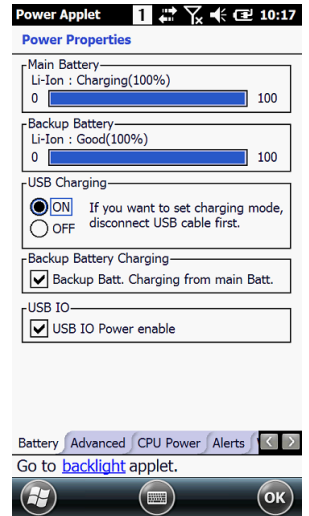 Power Applet 1 10:17
Power Properties
Main Battery
Li-Ion : Charging(100%)
0 100
Backup Battery
Li-Ion : Good(100%)
0 100
USB Charging
ON If you want to set charging mode,
OFF disconnect USB cable first.
Backup Battery Charging
Backup Batt. Charging from main Batt.
USB IO
USB IO Power enable
Battery Advanced CPU Power Alerts
Go to backlight applet.
OK